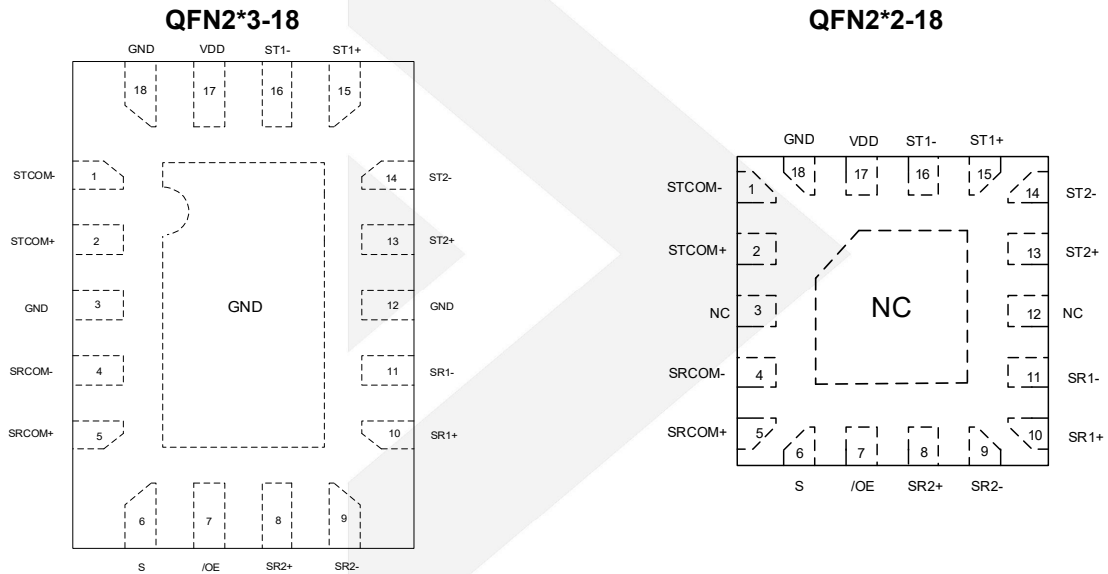 QFN2*3-18
GND VDD ST1- ST1+
18 17 16 15
STCOM- 1 14 ST2-
STCOM+ 2 13 ST2+
GND 3 GND 12 GND
SRCOM- 4 11 SR1-
SRCOM+ 5 10 SR1+
6 7 8 9
S /OE SR2+ SR2-
QFN2*2-18
GND VDD ST1- ST1+
18 17 16 15
STCOM- 1 14 ST2-
STCOM+ 2 13 ST2+
NC 3 NC 12 NC
SRCOM- 4 11 SR1-
SRCOM+ 5 10 SR1+
6 7 8 9
S /OE SR2+ SR2-